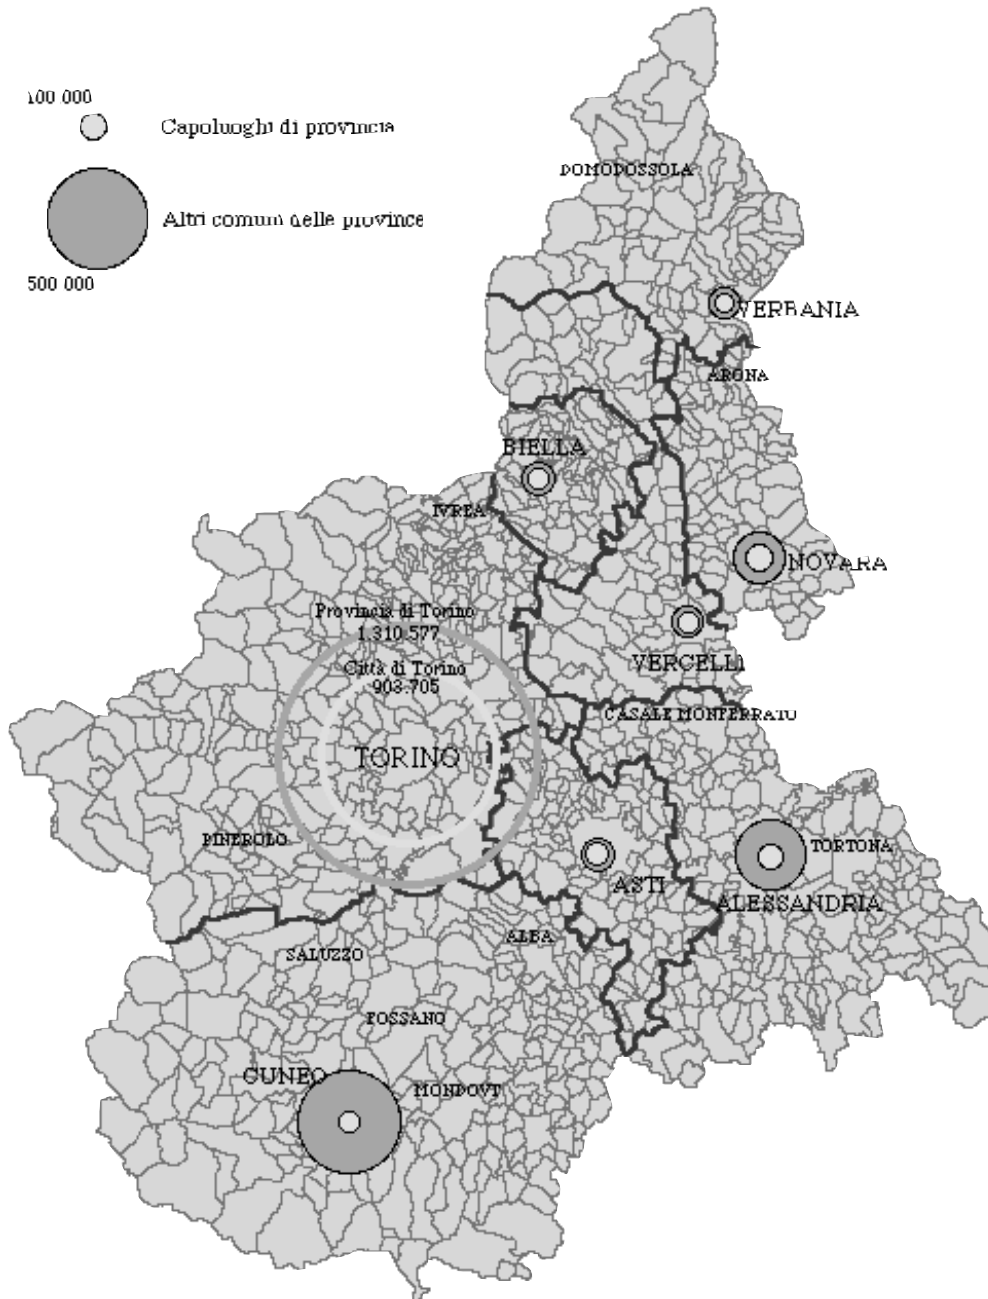 100 000
Capoluoghi di provincia
Altri comuni delle province
500 000
DOMODOSSOLA
VERBANIA
ARONA
BIELLA
IVREA
NOVARA
Provincia di Torino
1.310.577
VERCELLI
Città di Torino
903.705
CASALE MONFERRATO
TORINO
PINEROLO
TORTONA
ASTI
ALESSANDRIA
ALBA
SALUZZO
FOSSANO
CUNEO
MONDOVI